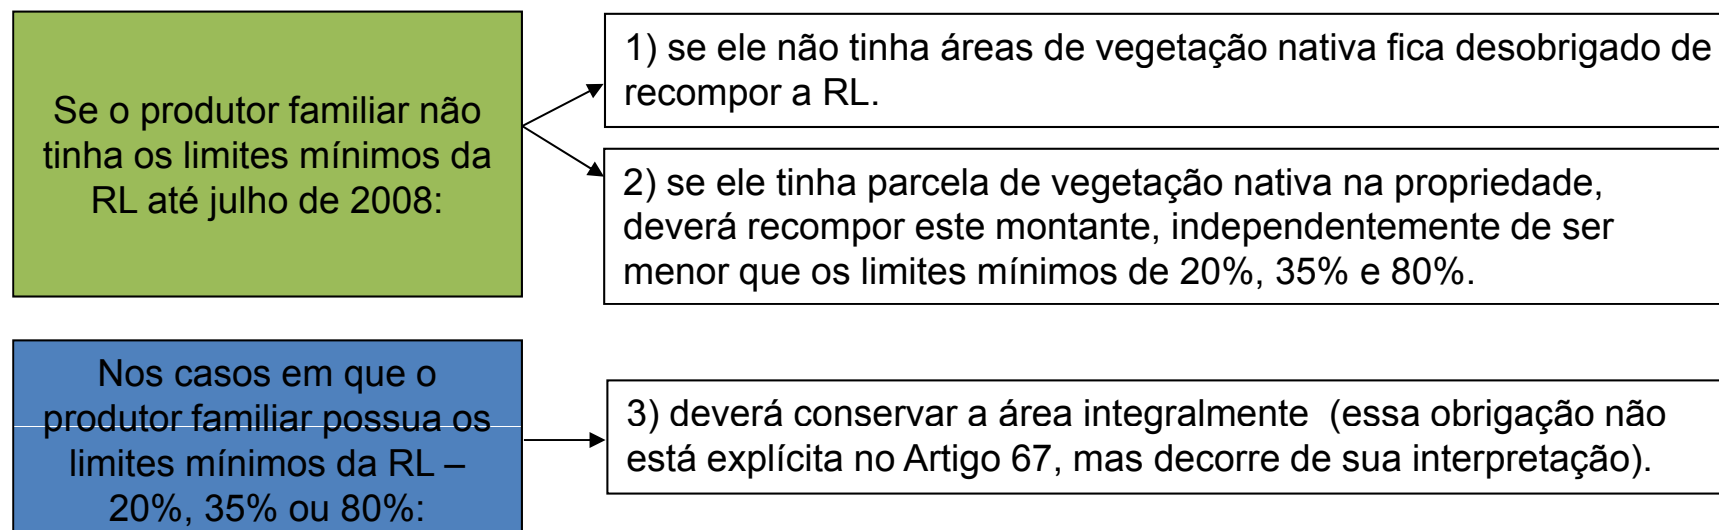 Se o produtor familiar não
tinha os limites mínimos da
RL até julho de 2008:
1) se ele não tinha áreas de vegetação nativa fica desobrigado de
recompor a RL.
2) se ele tinha parcela de vegetação nativa na propriedade,
deverá recompor este montante, independentemente de ser
menor que os limites mínimos de 20%, 35% e 80%.
Nos casos em que o
produtor familiar possua os
limites mínimos da RL –
20%, 35% ou 80%:
3) deverá conservar a área integralmente (essa obrigação não
está explícita no Artigo 67, mas decorre de sua interpretação).